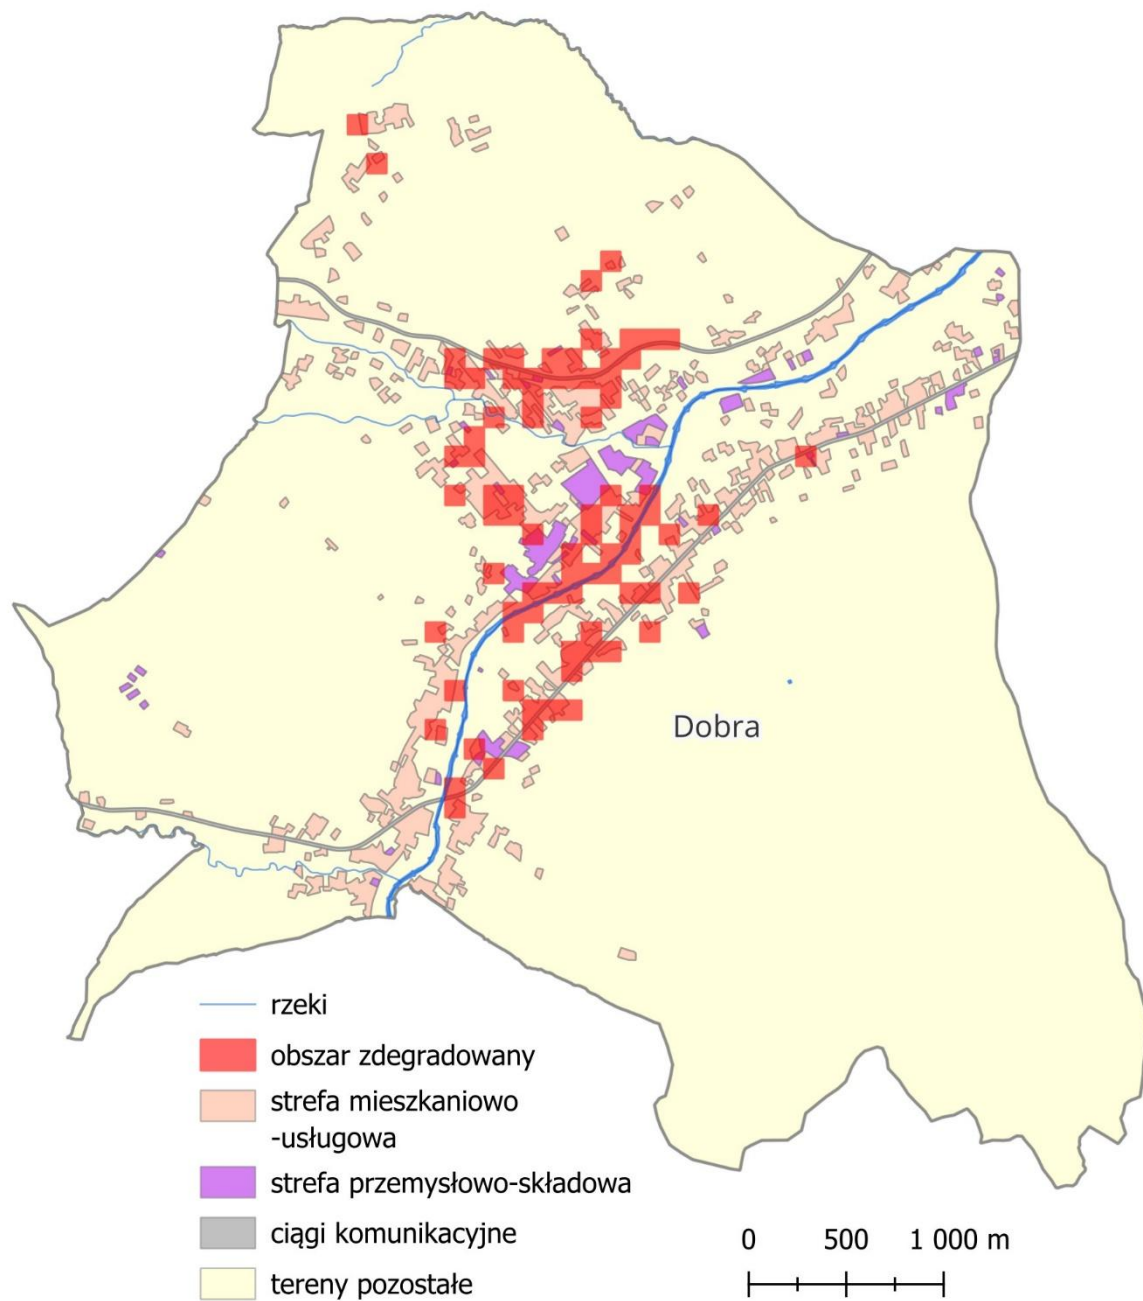 Dobra
rzeki
obszar zdegradowany
strefa mieszkaniowo
-usługowa
strefa przemysłowo-składowa
ciągi komunikacyjne
tereny pozostałe
0 500 1 000 m